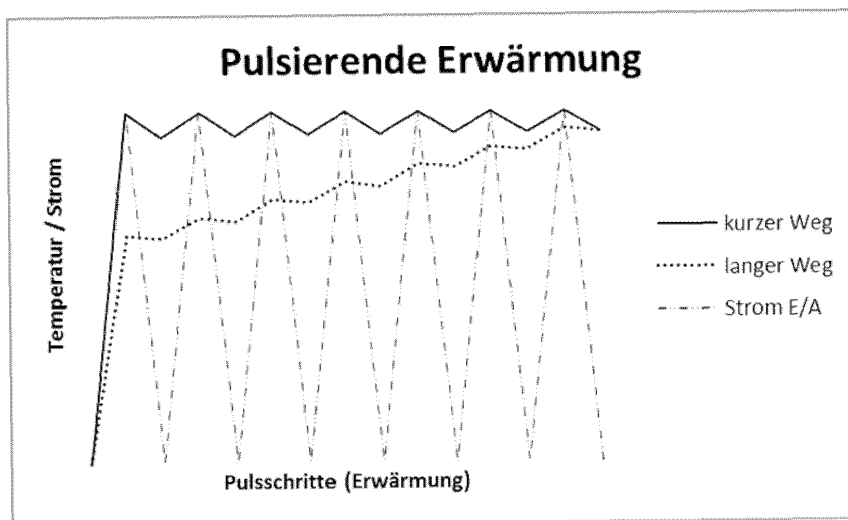 Pulsierende Erwärmung
Temperatur / Strom
kurzer Weg
langer Weg
Strom E/A
Pulsschritte (Erwärmung)